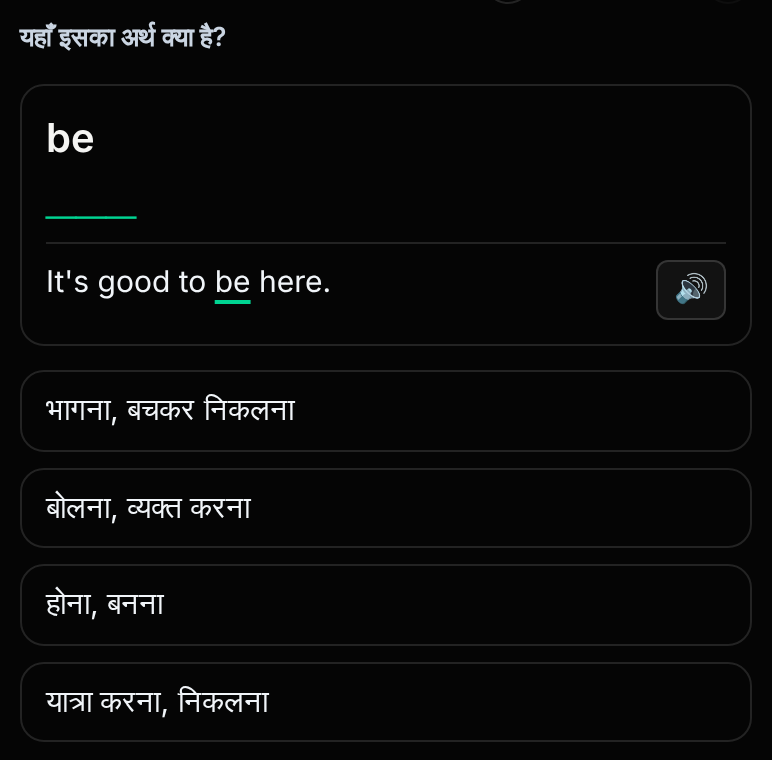 यहाँ इसका अर्थ क्या है?
be
It's good to be here.
भागना, बचकर निकलना
बोलना, व्यक्त करना
होना, बनना
यात्रा करना, निकलना